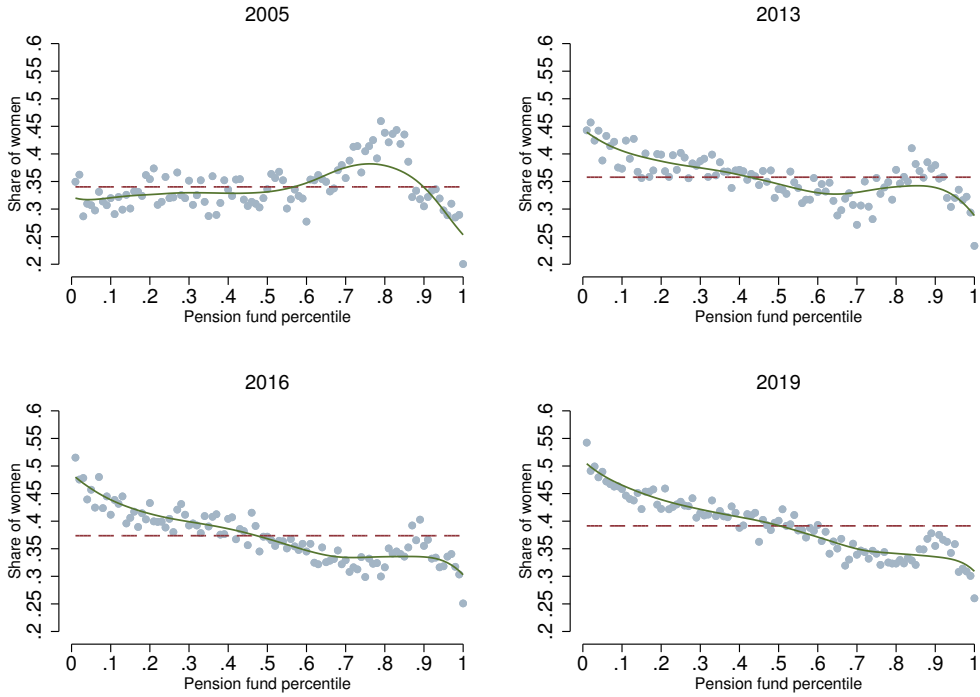 2005
Share of women
.2 .25 .3 .35 .4 .45 .5 .55 .6
0 .1 .2 .3 .4 .5 .6 .7 .8 .9 1
Pension fund percentile
2013
Share of women
.2 .25 .3 .35 .4 .45 .5 .55 .6
0 .1 .2 .3 .4 .5 .6 .7 .8 .9 1
Pension fund percentile
2016
Share of women
.2 .25 .3 .35 .4 .45 .5 .55 .6
0 .1 .2 .3 .4 .5 .6 .7 .8 .9 1
Pension fund percentile
2019
Share of women
.2 .25 .3 .35 .4 .45 .5 .55 .6
0 .1 .2 .3 .4 .5 .6 .7 .8 .9 1
Pension fund percentile